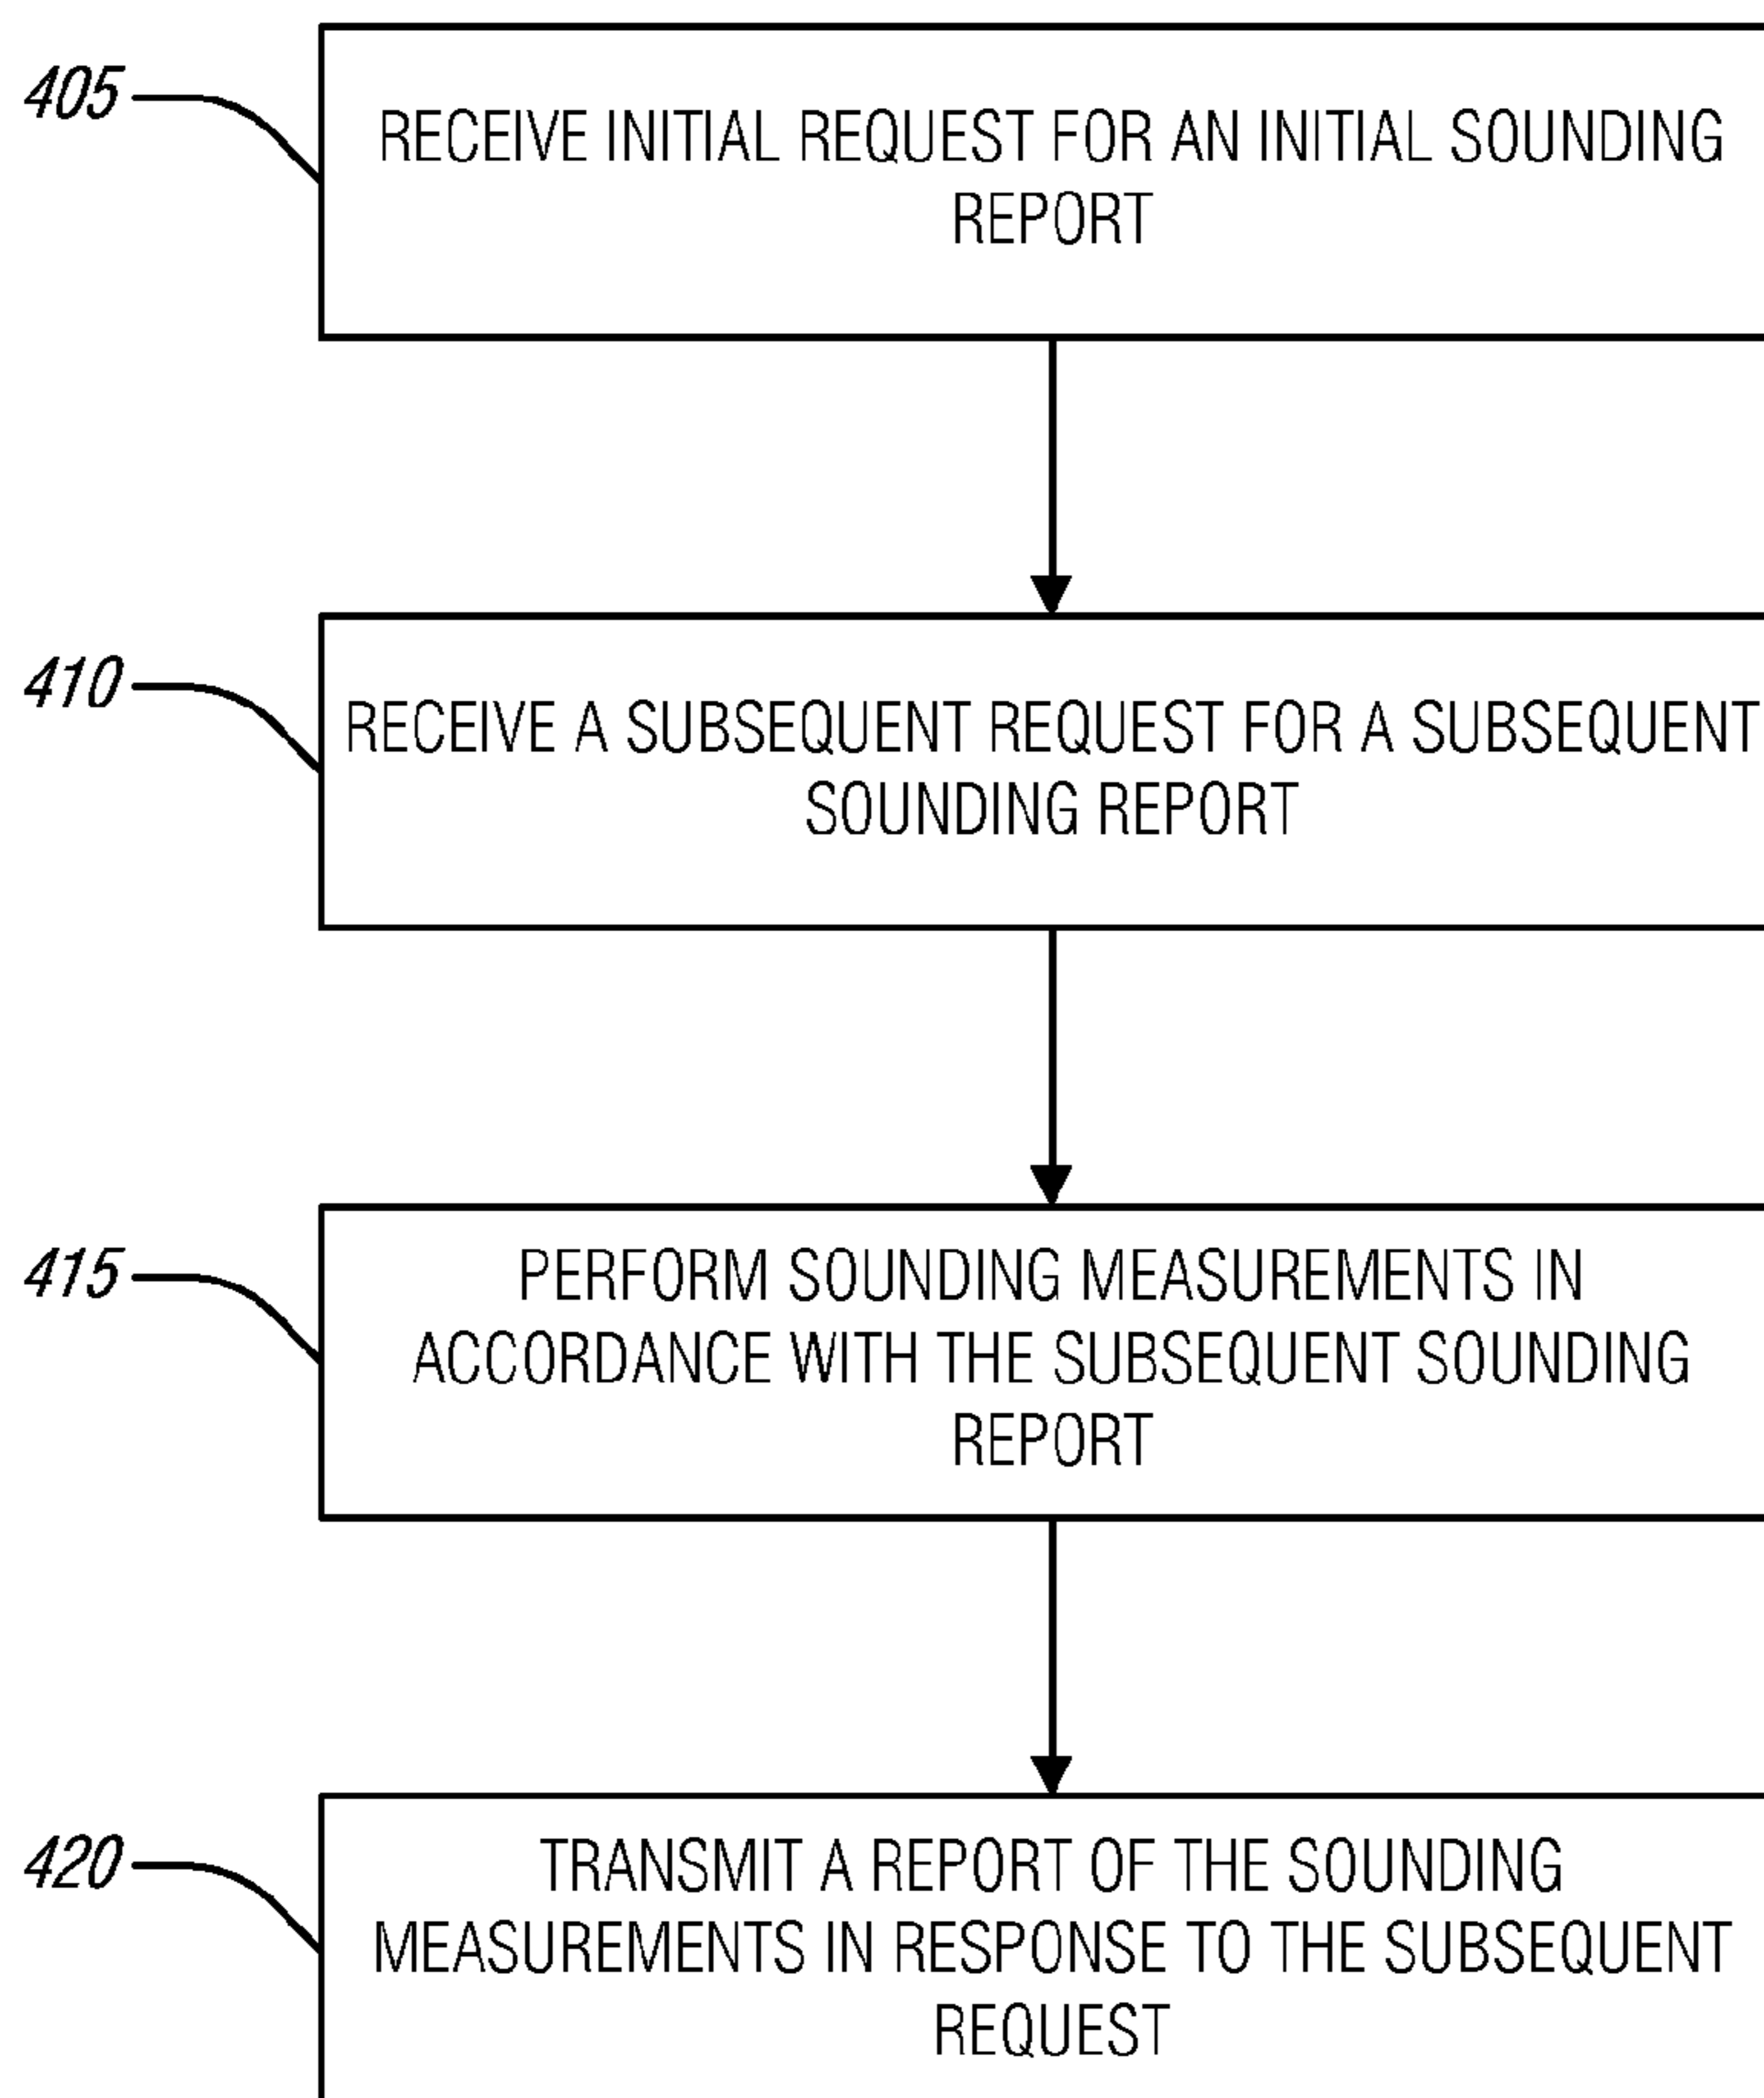 405
RECEIVE INITIAL REQUEST FOR AN INITIAL SOUNDING
REPORT
410
RECEIVE A SUBSEQUENT REQUEST FOR A SUBSEQUENT
SOUNDING REPORT
415
PERFORM SOUNDING MEASUREMENTS IN
ACCORDANCE WITH THE SUBSEQUENT SOUNDING
REPORT
420
TRANSMIT A REPORT OF THE SOUNDING
MEASUREMENTS IN RESPONSE TO THE SUBSEQUENT
REQUEST